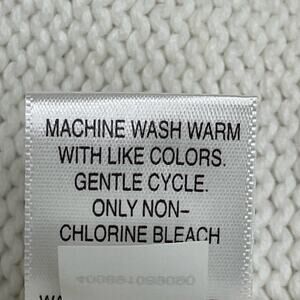 MACHINE WASH WARM
WITH LIKE COLORS.
GENTLE CYCLE.
ONLY NON-
CHLORINE BLEACH